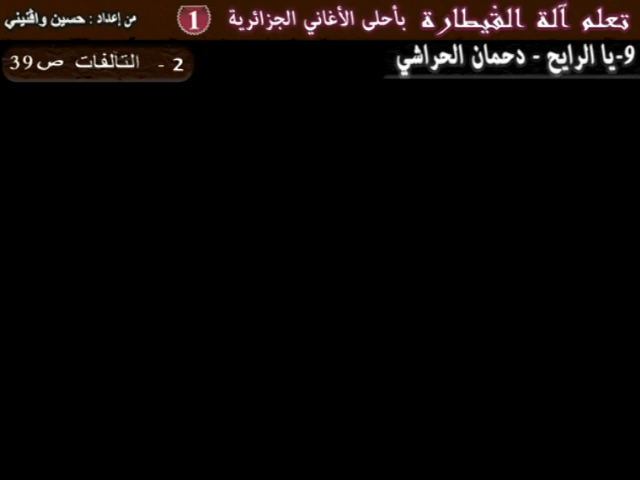 تعلم آلة القيطارة بأحلى الأغاني الجزائرية 1 من إعداد : حسين واقنيني
9-يا الرايح - دحمان الحراشي
2 - التآلفات ص39